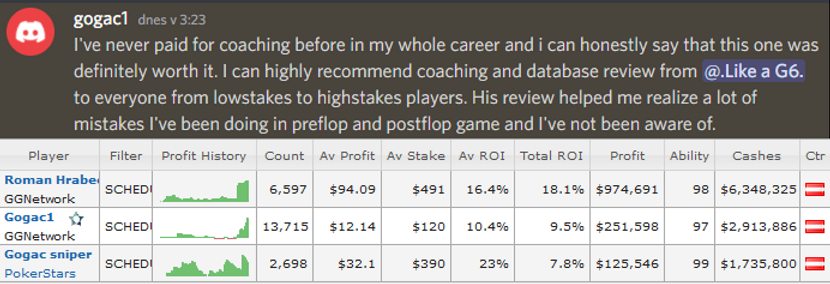 gogac1 dnes v 3:23
I've never paid for coaching before in my whole career and i can honestly say that this one was
definitely worth it. I can highly recommend coaching and database review from @.Like a G6.
to everyone from lowstakes to highstakes players. His review helped me realize a lot of
mistakes I've been doing in preflop and postflop game and I've not been aware of.
Player Filter Profit History Count Av Profit Av Stake Av ROI Total ROI Profit Ability Cashes Ctr
Roman Hrabe
GGNetwork SCHEDU 6,597 $94.09 $491 16.4% 18.1% $974,691 98 $6,348,325
Gogac1
GGNetwork SCHEDU 13,715 $12.14 $120 10.4% 9.5% $251,598 97 $2,913,886
Gogac sniper
PokerStars SCHEDU 2,698 $32.1 $390 23% 7.8% $125,546 99 $1,735,800